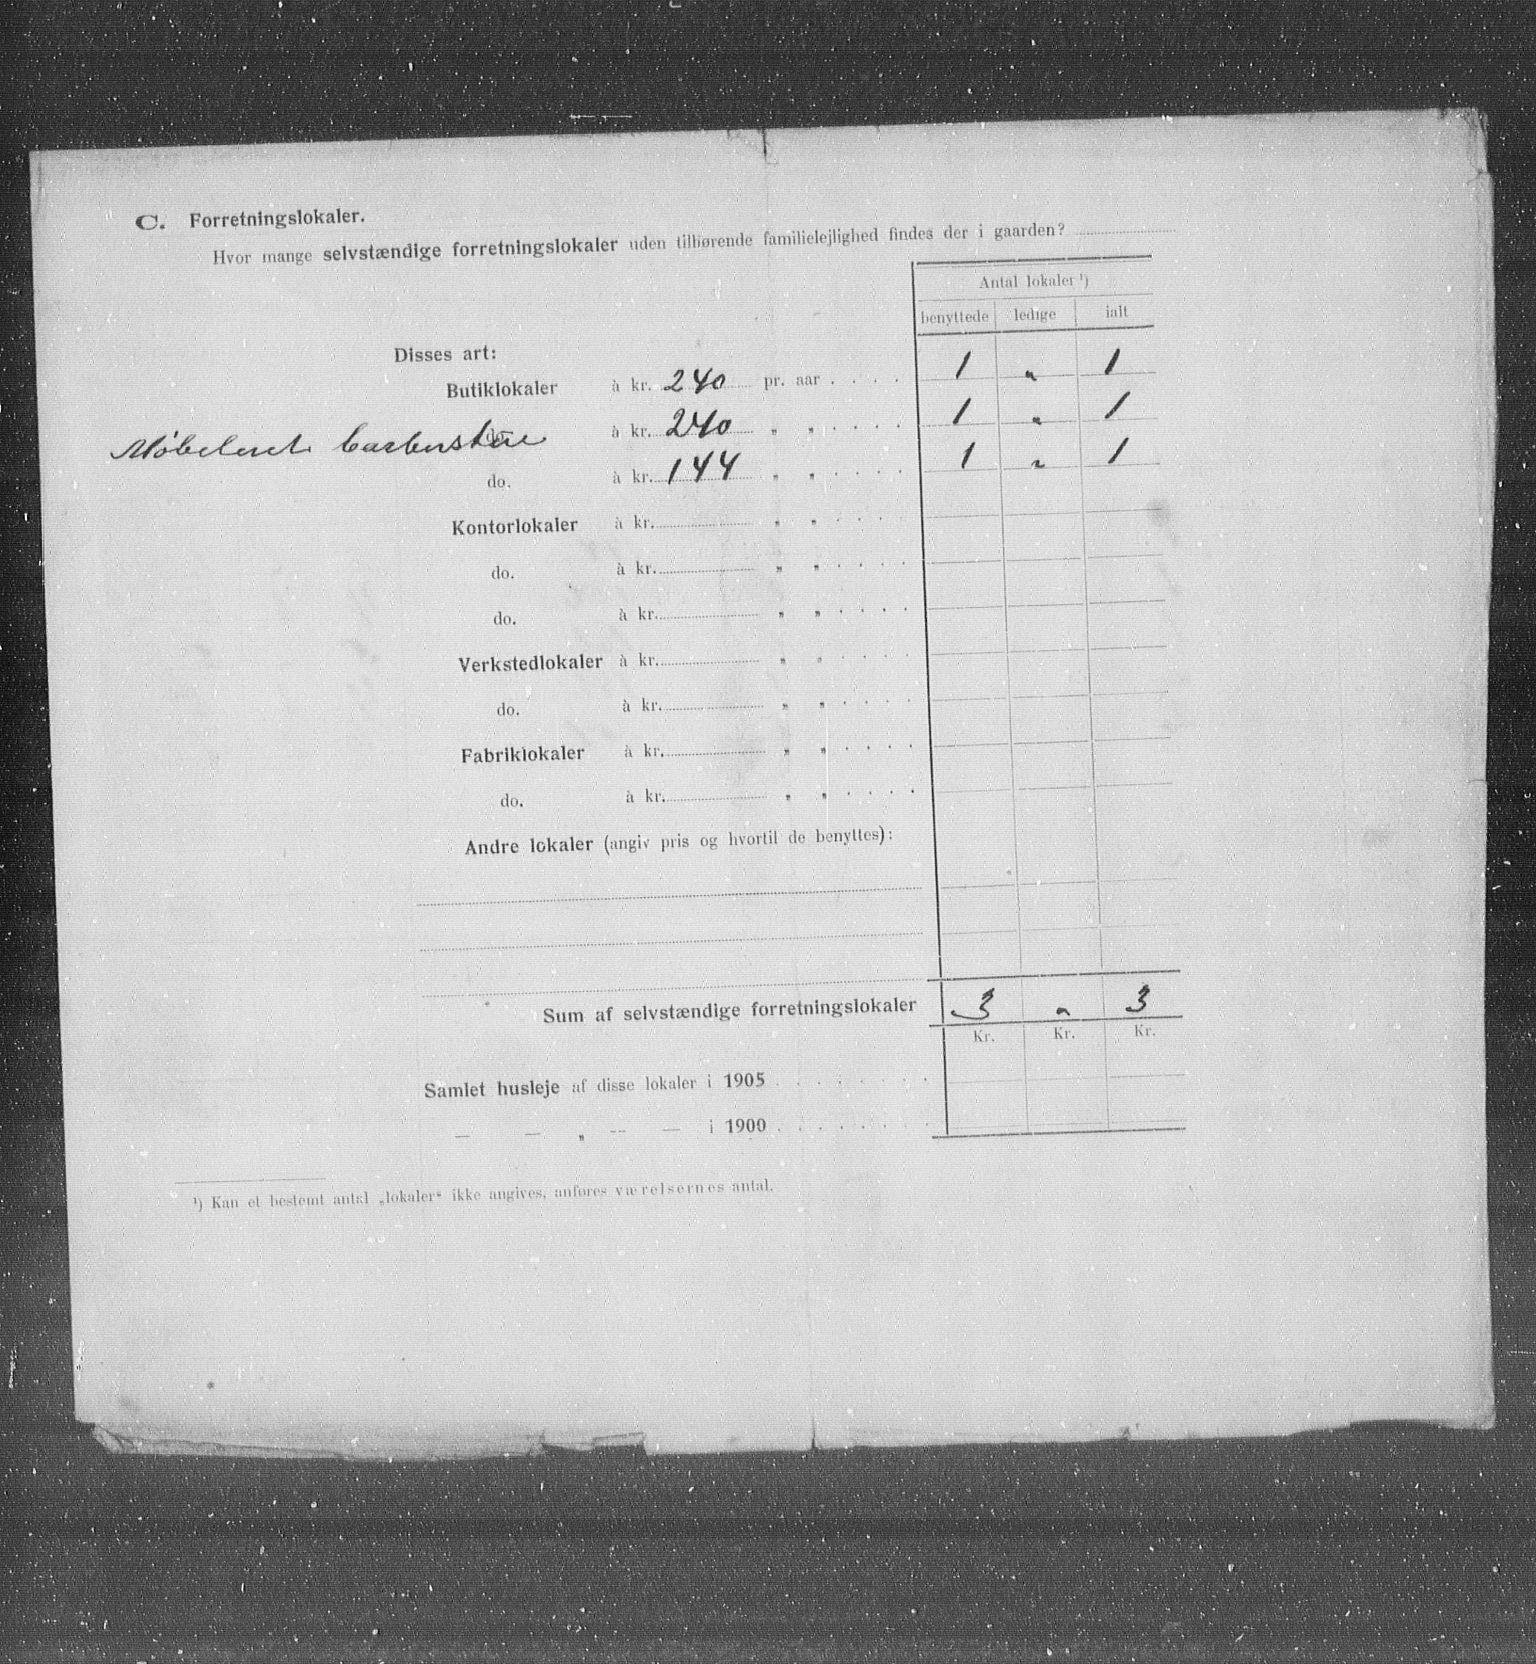 C. Forretningslokaler.
Hvor mange selvstændige forretningslokaler uden tilhørende familielejlighed findes der i gaarden?
Antal lokaler ¹)
benyttede ledige ialt
Disses art:
Butiklokaler à kr. 240 pr. aar . . . . 1 „ 1
Møbeleret barberstue à kr. 240 „ „ . . . . 1 „ 1
do. à kr. 144 „ „ . . . . 1 „ 1
Kontorlokaler à kr. „ „ . . .
do. à kr. „ „ . . . .
do. à kr. „ „ . . . .
Verkstedlokaler à kr. „ „ . . . .
do. à kr. „ „ . . . .
Fabriklokaler à kr. „ „ . . . .
do. à kr. „ „ . . . .
Andre lokaler (angiv pris og hvortil de benyttes):
Sum af selvstændige forretningslokaler 3 „ 3
Kr. Kr. Kr.
Samlet husleje af disse lokaler i 1905 . . . . . . . .
— — „ — — i 1900 . . . . . . . .
¹) Kan et bestemt antal „lokaler“ ikke angives, anføres værelsernes antal.